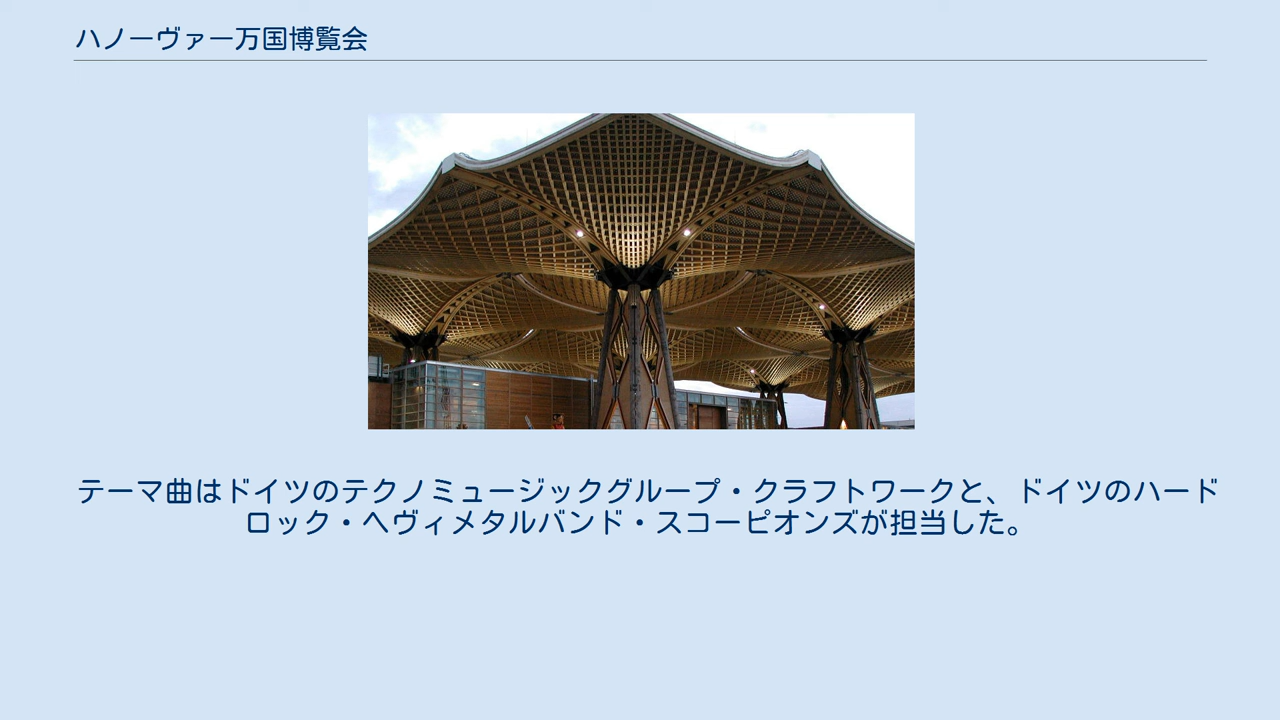 ハノーヴァー万国博覧会
テーマ曲はドイツのテクノミュージックグループ・クラフトワークと、ドイツのハード
ロック・ヘヴィメタルバンド・スコーピオンズが担当した。